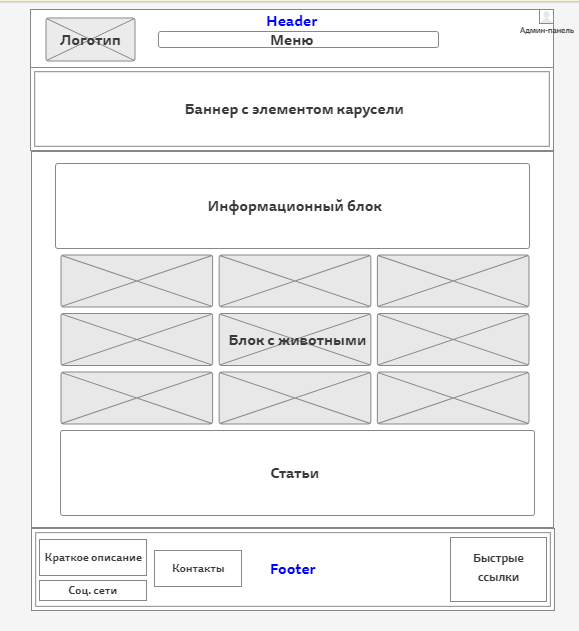 Header
Логотип
Меню
Админ-панель
Баннер с элементом карусели
Информационный блок
Блок с животными
Статьи
Краткое описание
Контакты
Footer
Быстрые
ссылки
Соц. сети